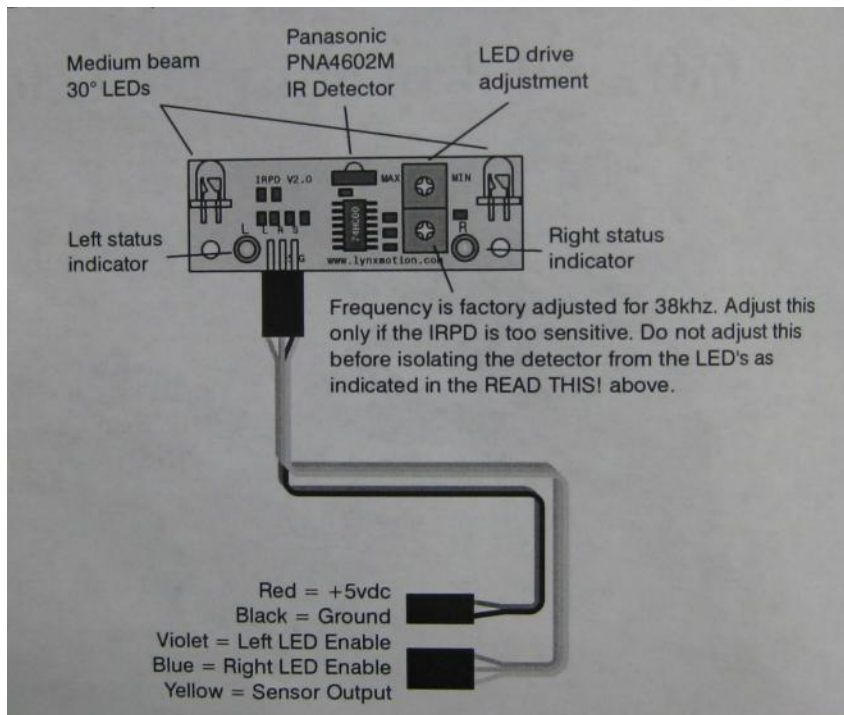 Medium beam
30° LEDs
Panasonic
PNA4602M
IR Detector
LED drive
adjustment
IRPD V2.0
MAX
MIN
L
L R S
74HC00
R
G
www.lynxmotion.com
Left status
indicator
Right status
indicator
Frequency is factory adjusted for 38khz. Adjust this
only if the IRPD is too sensitive. Do not adjust this
before isolating the detector from the LED's as
indicated in the READ THIS! above.
Red = +5vdc
Black = Ground
Violet = Left LED Enable
Blue = Right LED Enable
Yellow = Sensor Output